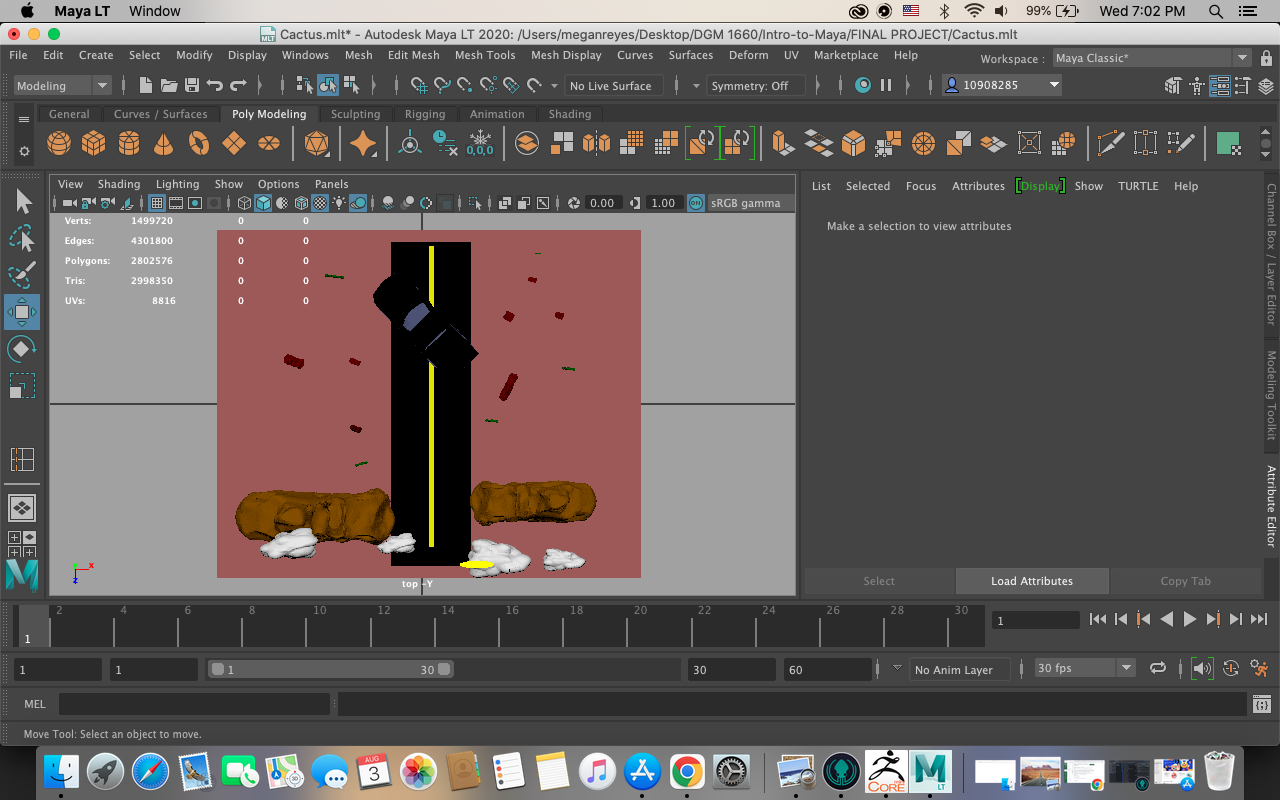 Maya LT Window 99% Wed 7:02 PM
MLT Cactus.mlt* - Autodesk Maya LT 2020: /Users/meganreyes/Desktop/DGM 1660/Intro-to-Maya/FINAL PROJECT/Cactus.mlt
File Edit Create Select Modify Display Windows Mesh Edit Mesh Mesh Tools Mesh Display Curves Surfaces Deform UV Marketplace Help Workspace : Maya Classic*
Modeling No Live Surface Symmetry: Off 10908285
General Curves / Surfaces Poly Modeling Sculpting Rigging Animation Shading
0,0,0
View Shading Lighting Show Options Panels
0.00 1.00 ON sRGB gamma
Verts: 1499720 0 0
Edges: 4301800 0 0
Polygons: 2802576 0 0
Tris: 2998350 0 0
UVs: 8816 0 0
x
z
top -Y
List Selected Focus Attributes Display Show TURTLE Help
Make a selection to view attributes
Select Load Attributes Copy Tab
Channel Box / Layer Editor
Modeling Toolkit
Attribute Editor
2 4 6 8 10 12 14 16 18 20 22 24 26 28 30
1
1
1 1 1 30 30 60 No Anim Layer 30 fps
MEL
Move Tool: Select an object to move.
AUG
3
CORE
M
LT